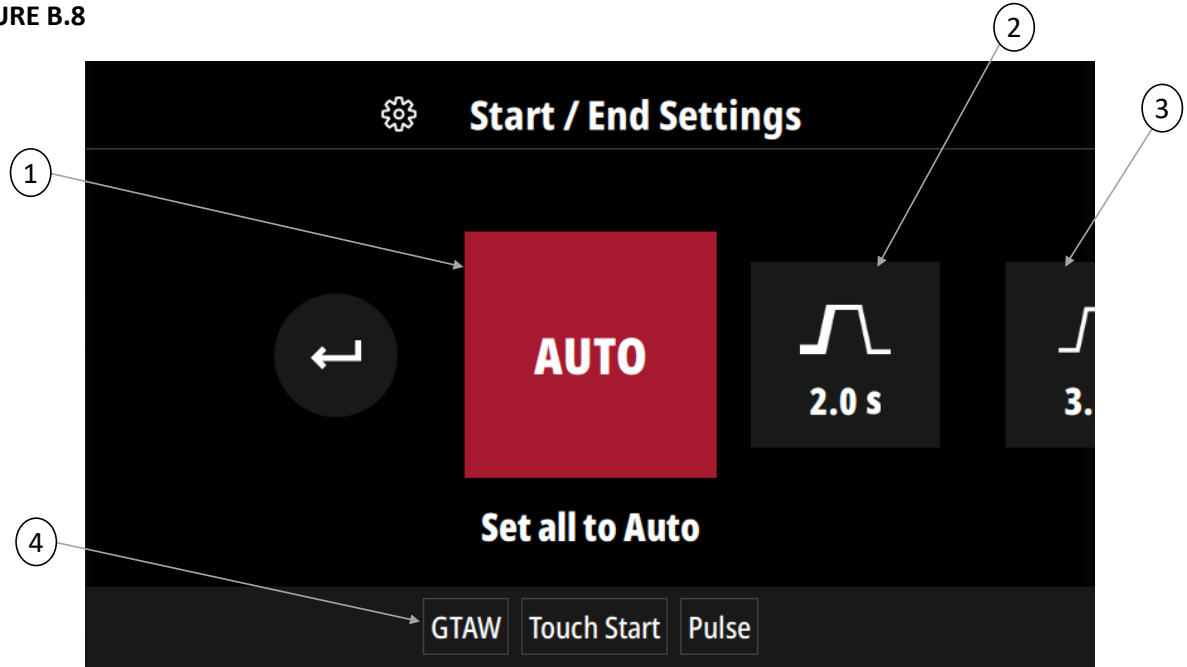 URE B.8
2
3
1
Start / End Settings
AUTO
2.0 s
3.
Set all to Auto
4
GTAW Touch Start Pulse